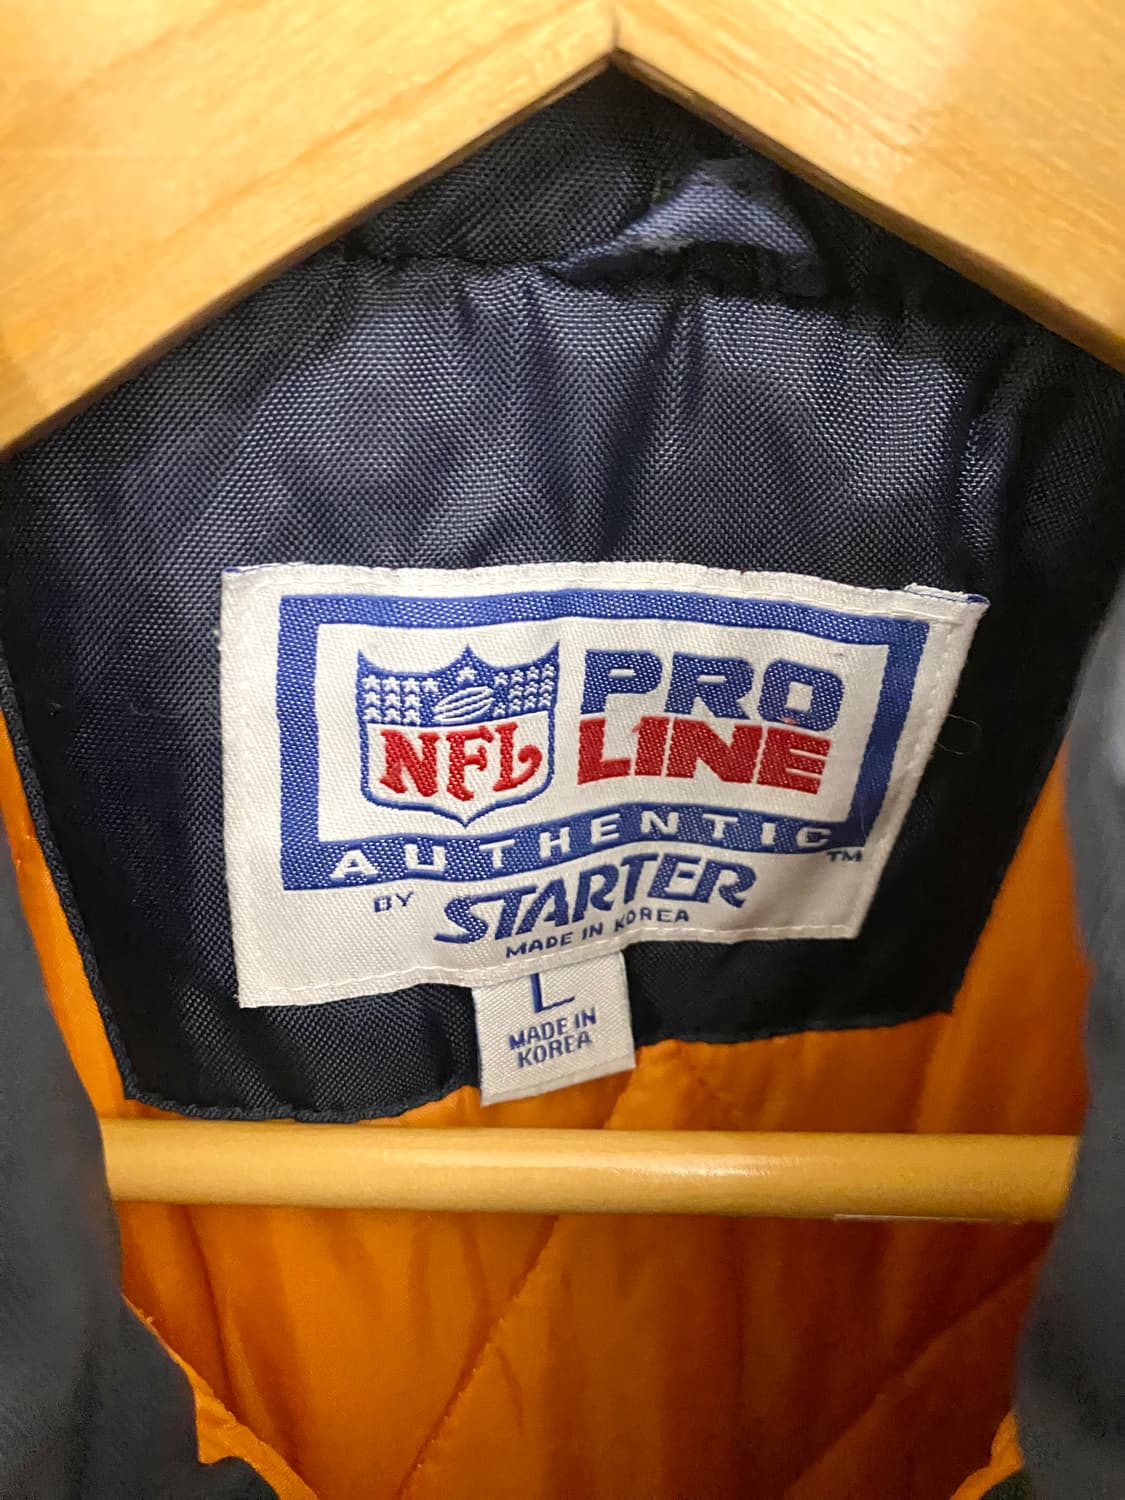 NFL PRO
LINE
AUTHENTIC
TM
BY STARTER
MADE IN KOREA
L
MADE IN
KOREA